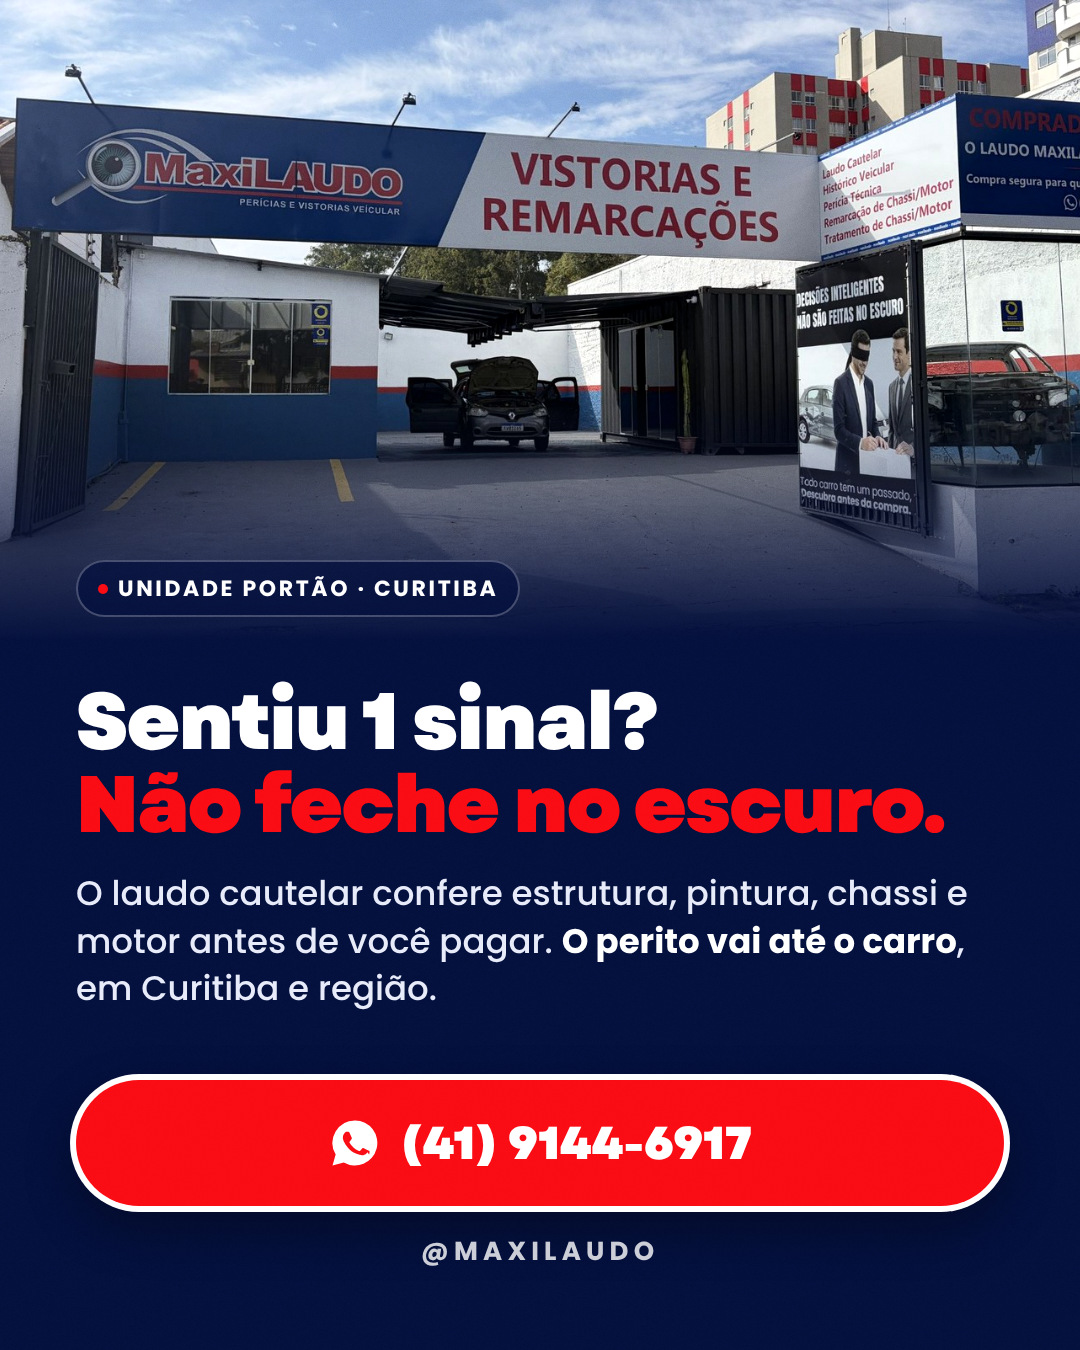 MaxiLAUDO
PERÍCIAS E VISTORIAS VEÍCULAR
VISTORIAS E
REMARCAÇÕES
Laudo Cautelar
Histórico Veicular
Perícia Técnica
Remarcação de Chassi/Motor
Tratamento de Chassi/Motor
O LAUDO
Compra segura para
DECISÕES INTELIGENTES
NÃO SÃO FEITAS NO ESCURO
Todo carro tem um passado,
Descubra antes da compra.
UNIDADE PORTÃO · CURITIBA
Sentiu 1 sinal?
Não feche no escuro.
O laudo cautelar confere estrutura, pintura, chassi e
motor antes de você pagar. O perito vai até o carro,
em Curitiba e região.
(41) 9144-6917
@MAXILAUDO